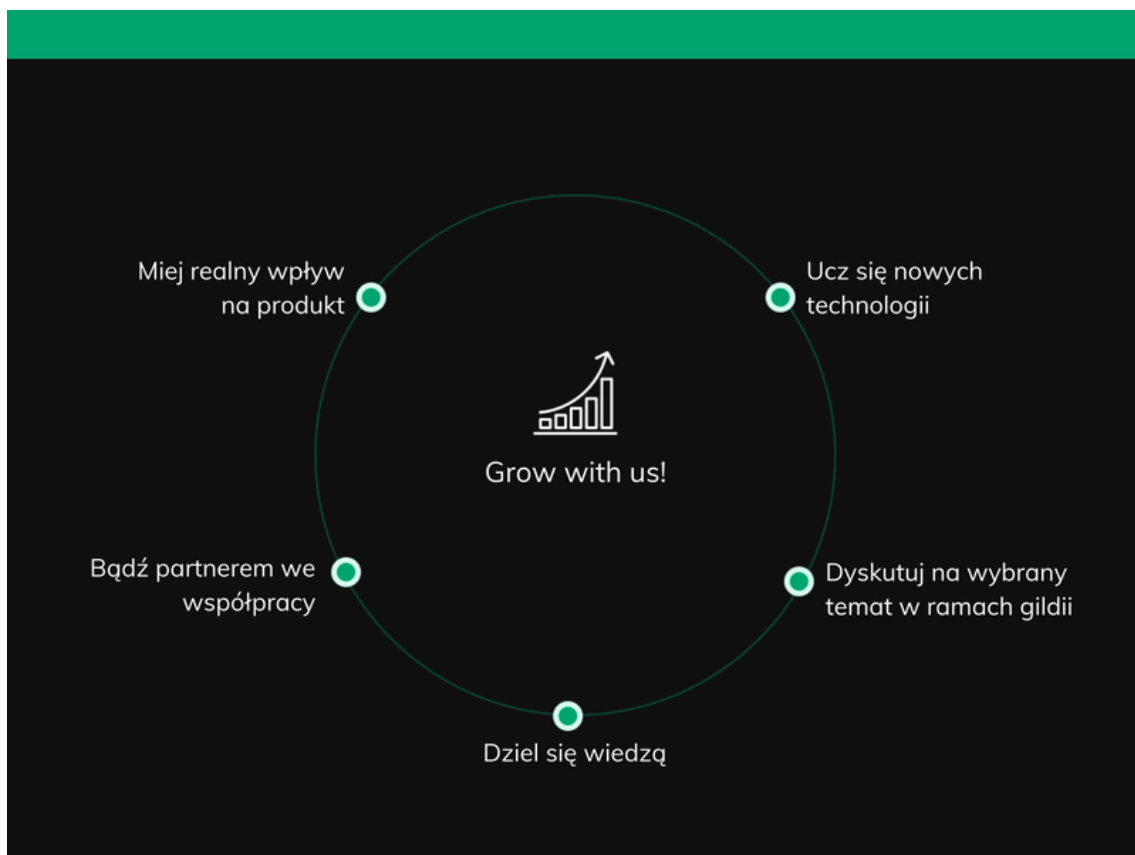 Miej realny wpływ
na produkt
Ucz się nowych
technologii
Grow with us!
Bądź partnerem we
współpracy
Dyskutuj na wybrany
temat w ramach gildii
Dziel się wiedzą